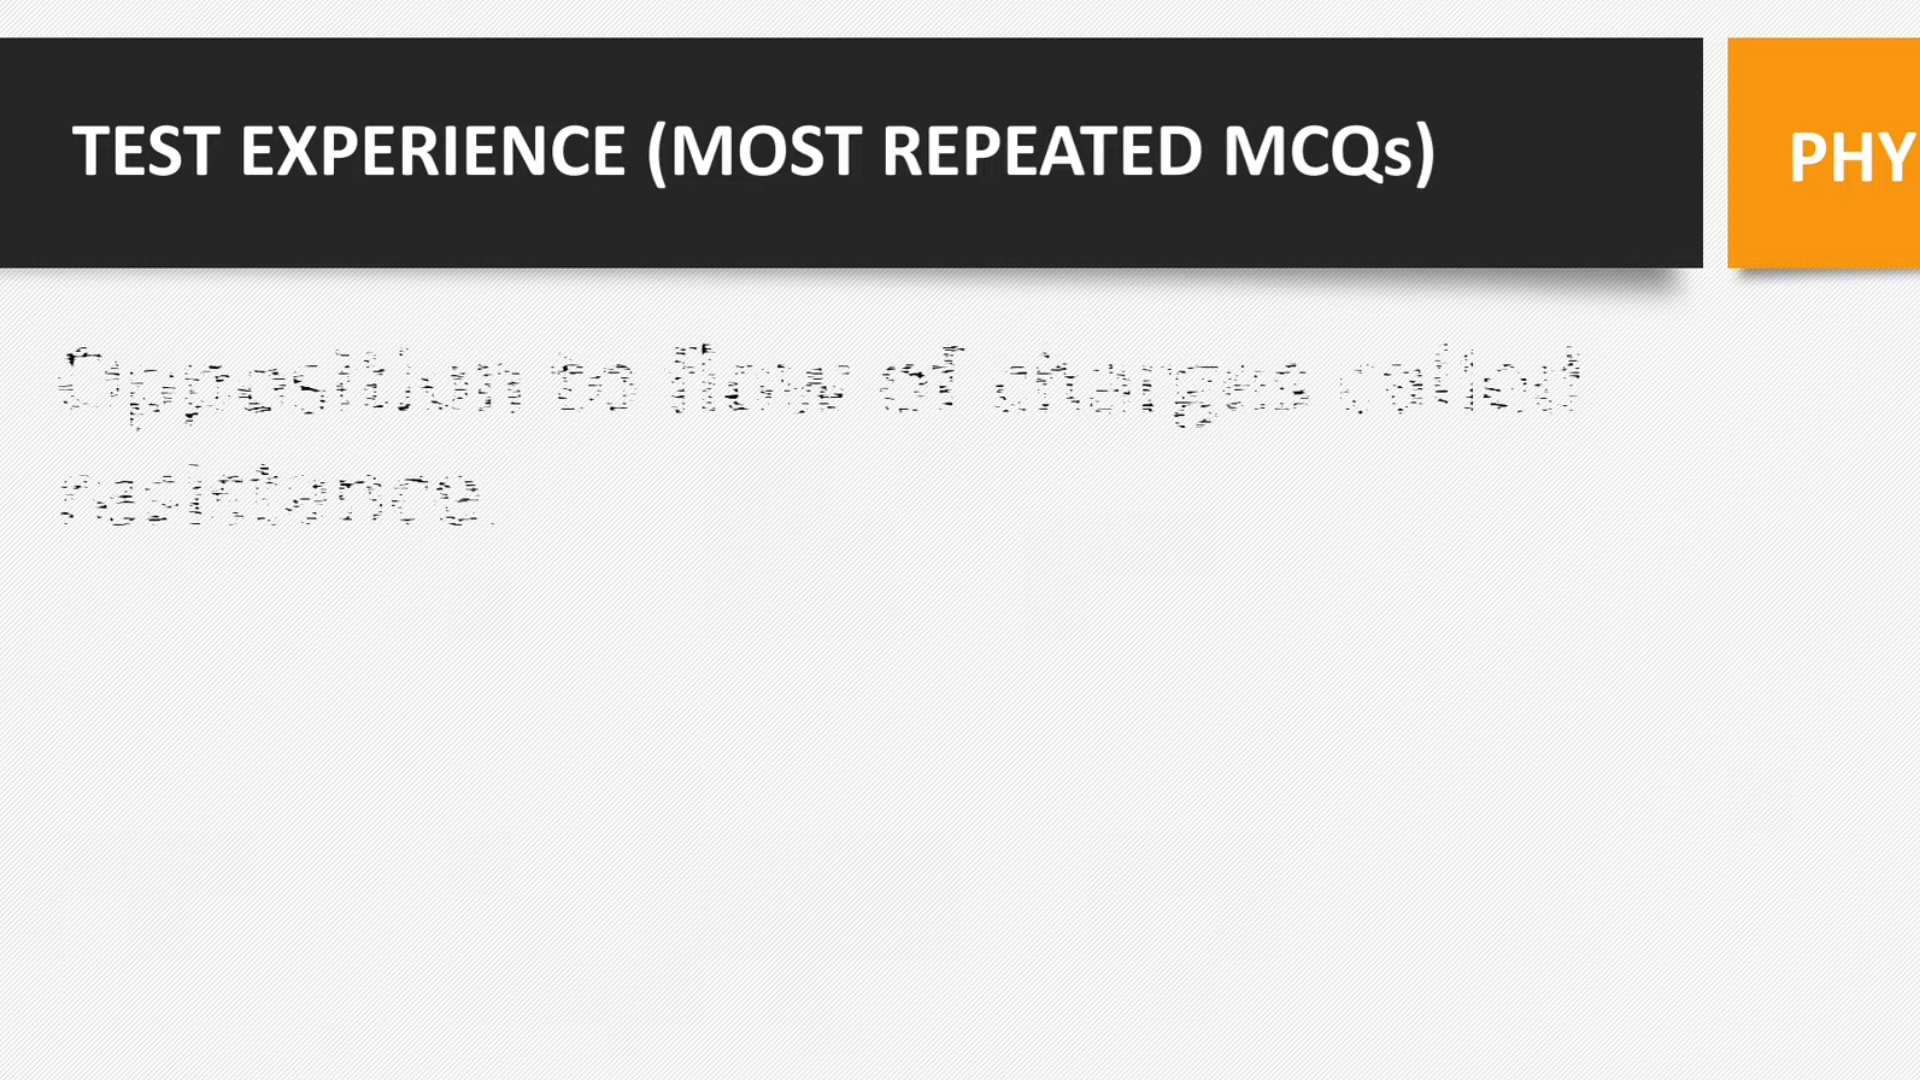 TEST EXPERIENCE (MOST REPEATED MCQs)
PHY
Opposition to flow of charges called
resistance.